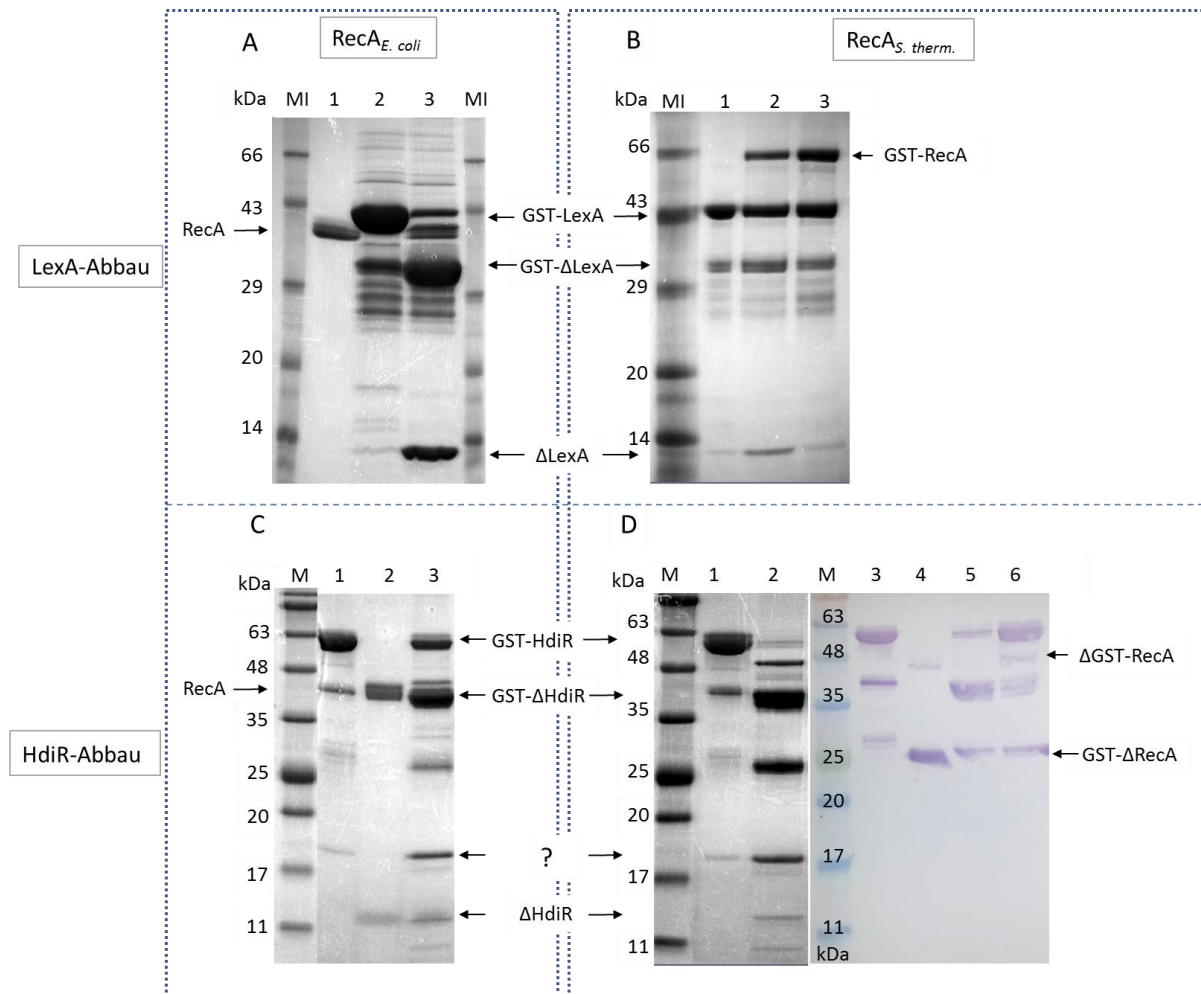 A
RecA E. coli
B
RecA S. therm.
kDa MI 1 2 3 MI
kDa MI 1 2 3
66
43
29
20
14
RecA
GST-LexA
GST-ΔLexA
ΔLexA
66
43
29
20
14
GST-RecA
LexA-Abbau
C
D
kDa M 1 2 3
kDa M 1 2 M 3 4 5 6
63
48
35
25
20
17
11
RecA
GST-HdiR
GST-ΔHdiR
?
ΔHdiR
63
48
35
25
20
17
11
63
48
35
25
20
17
11
kDa
ΔGST-RecA
GST-ΔRecA
HdiR-Abbau